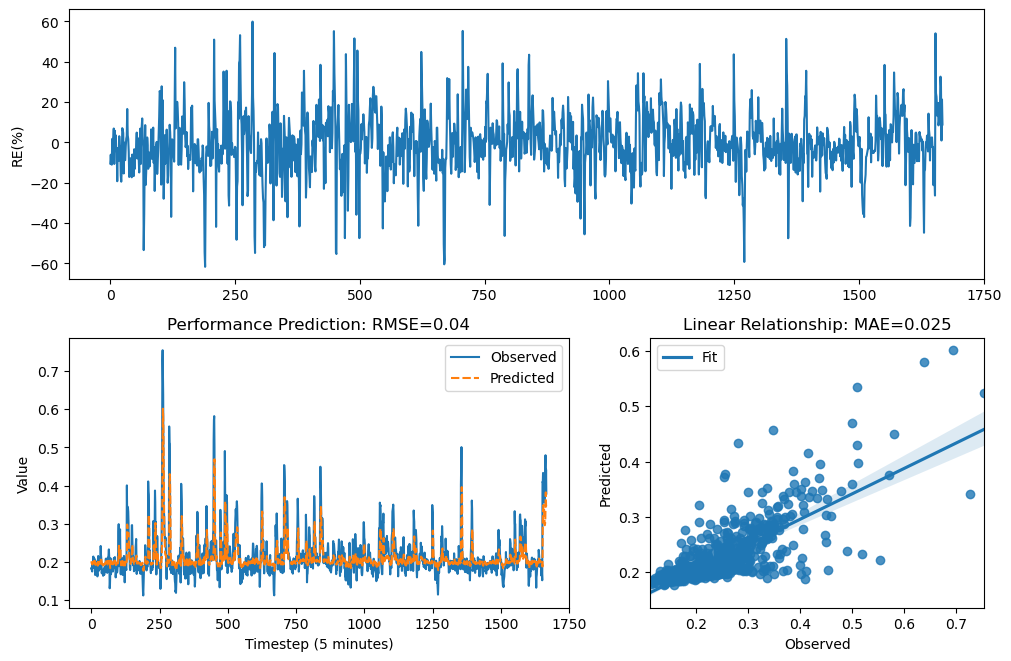 60
40
20
0
−20
−40
−60
RE(%)
0 250 500 750 1000 1250 1500 1750
Performance Prediction: RMSE=0.04
Observed
Predicted
0.7
0.6
0.5
0.4
0.3
0.2
0.1
Value
0 250 500 750 1000 1250 1500 1750
Timestep (5 minutes)
Linear Relationship: MAE=0.025
Fit
0.6
0.5
0.4
0.3
0.2
Predicted
0.2 0.3 0.4 0.5 0.6 0.7
Observed